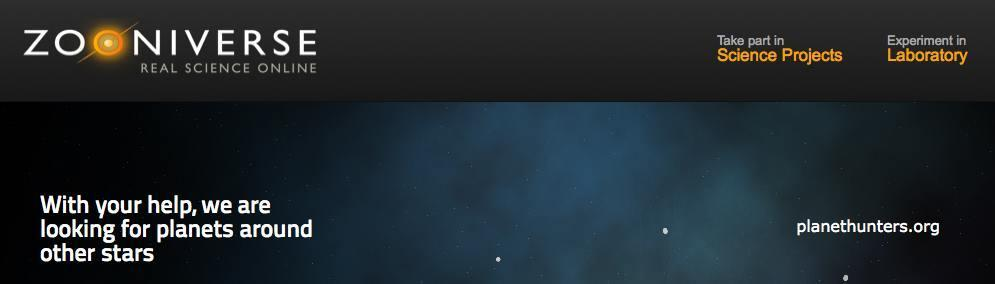 ZOONIVERSE
REAL SCIENCE ONLINE
Take part in
Science Projects
Experiment in
Laboratory
With your help, we are
looking for planets around
other stars
planethunters.org